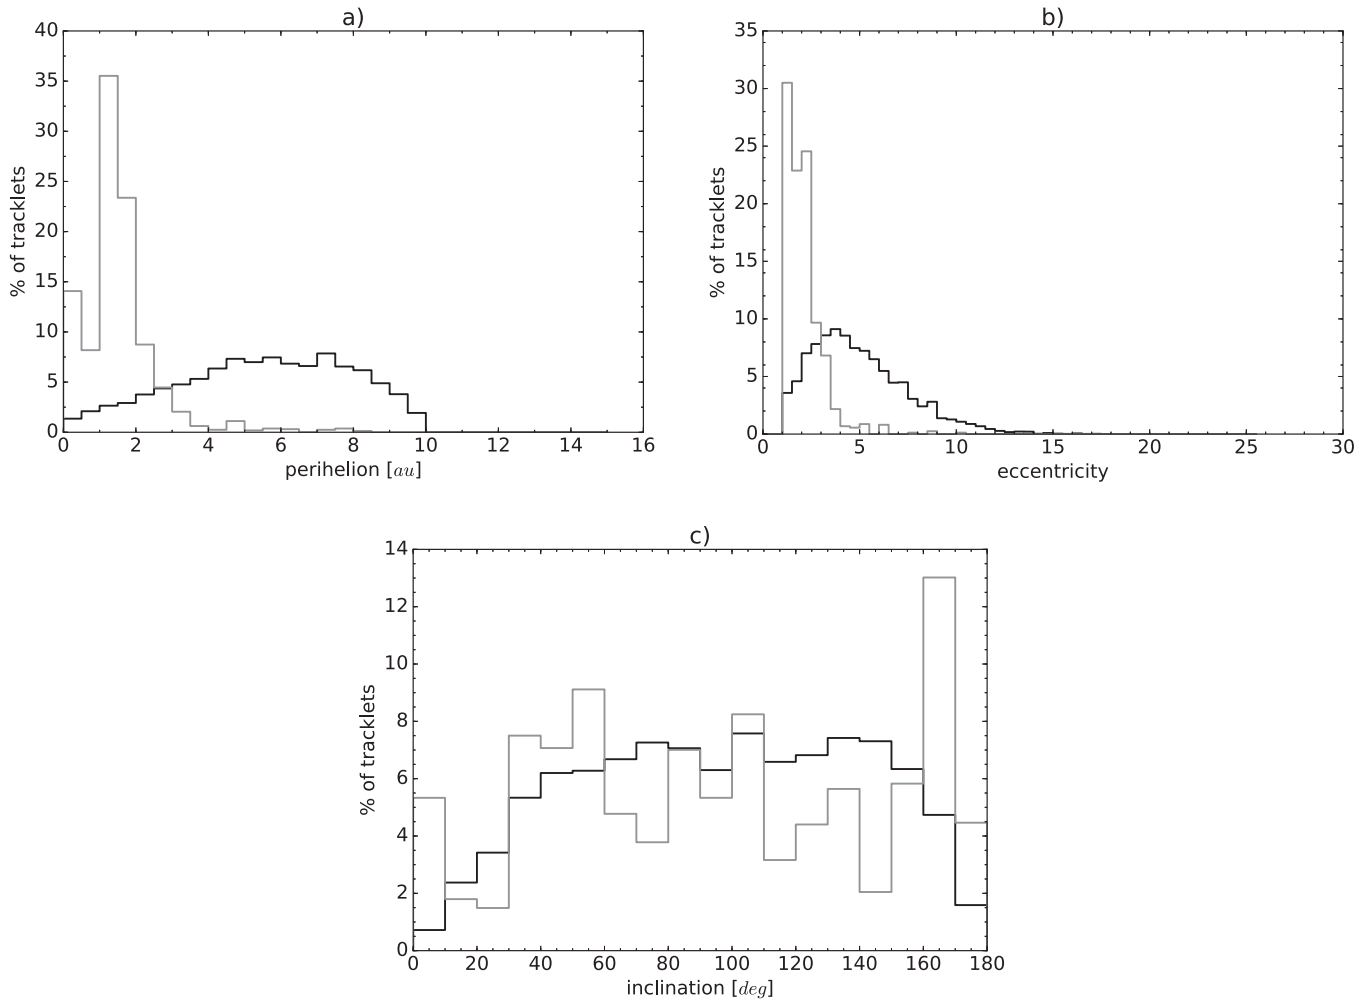 a)
40
35
30
25
20
15
10
5
0
% of tracklets
0 2 4 6 8 10 12 14 16
perihelion [au]
b)
35
30
25
20
15
10
5
0
% of tracklets
0 5 10 15 20 25 30
eccentricity
c)
14
12
10
8
6
4
2
0
% of tracklets
0 20 40 60 80 100 120 140 160 180
inclination [deg]